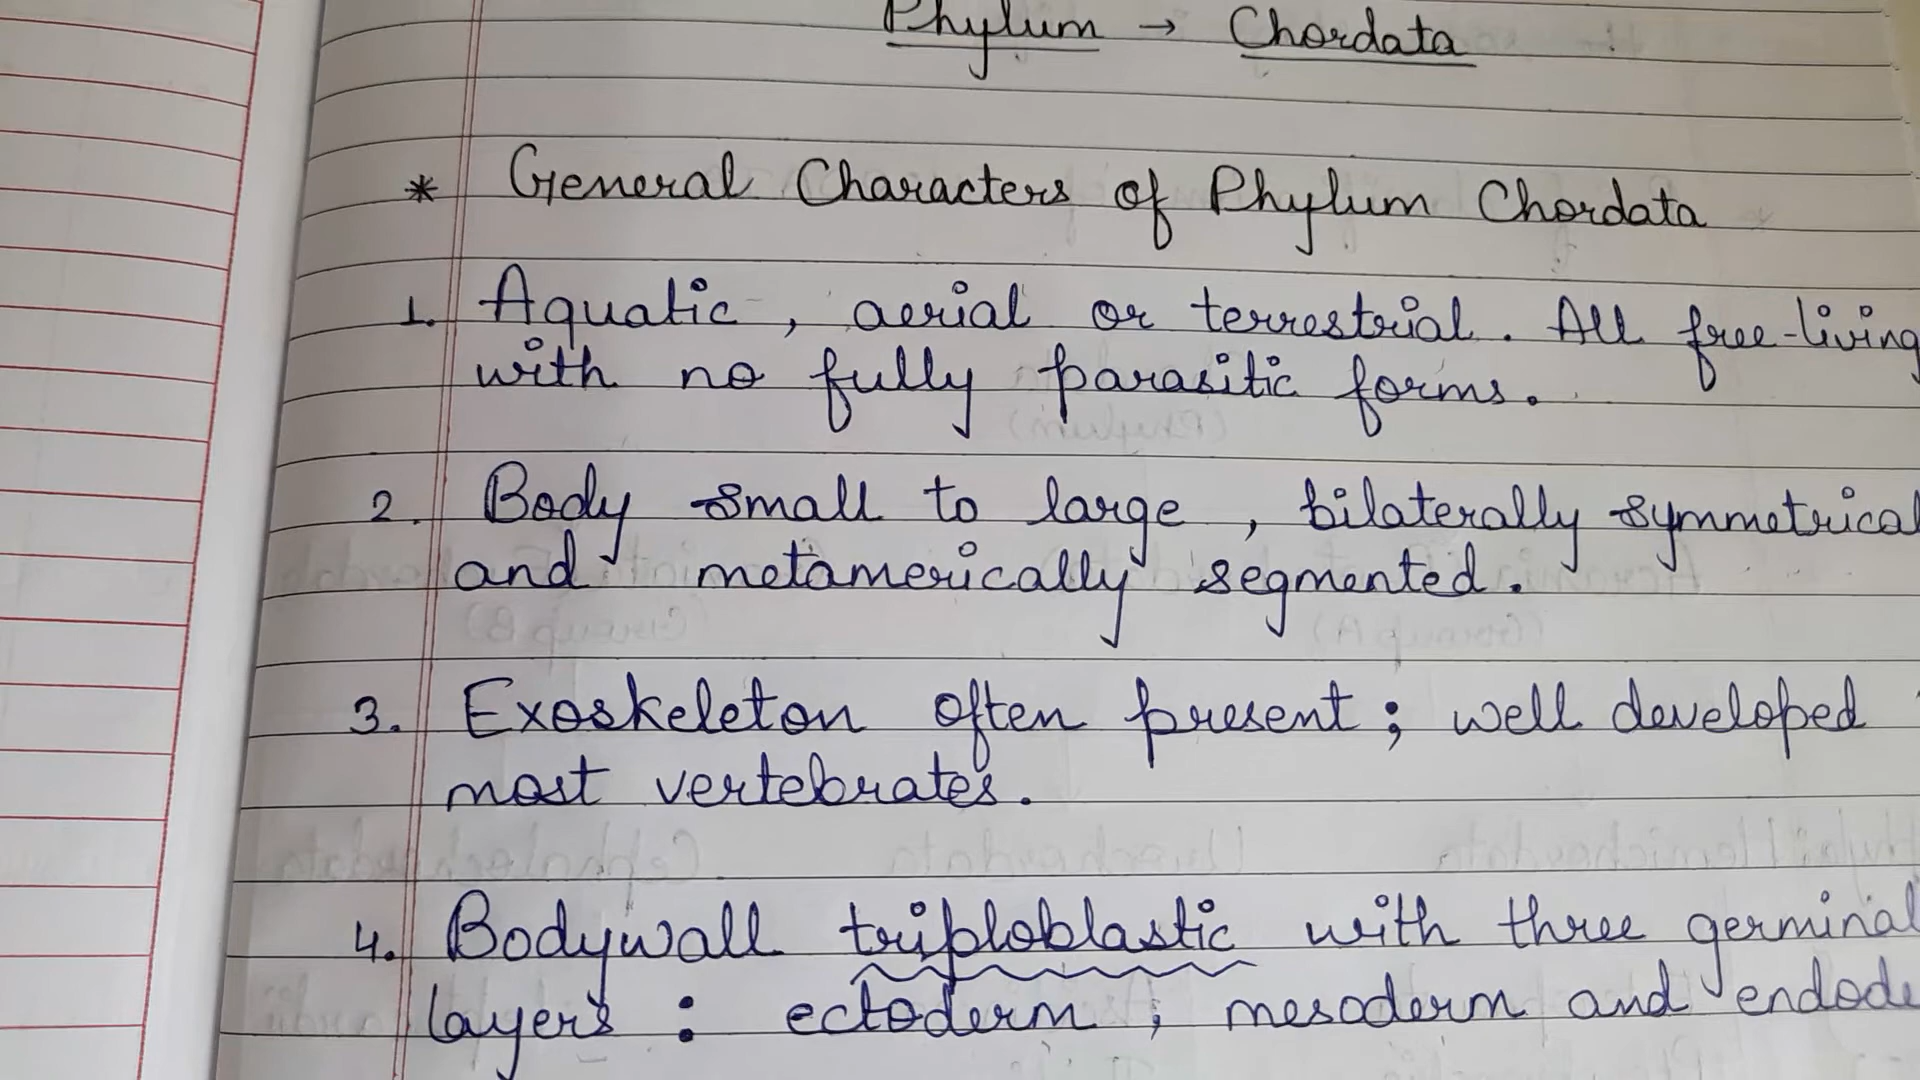 Phylum → Chordata
* General Characters of Phylum Chordata
1. Aquatic, aerial or terrestrial. All free-living
with no fully parasitic forms.
2. Body small to large, bilaterally symmetrical
and metamerically segmented.
3. Exoskeleton often present; well developed
most vertebrates.
4. Bodywall triploblastic with three germinal
layers : ectoderm, mesoderm and endode